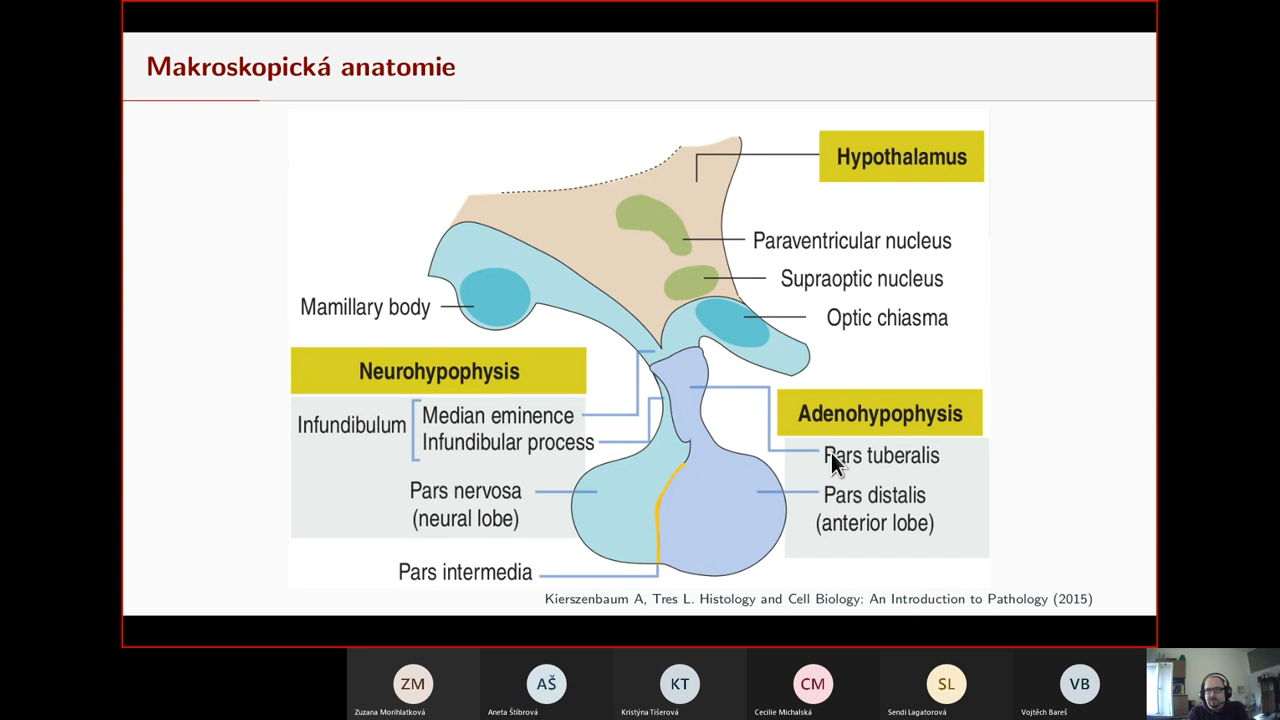 Makroskopická anatomie
Hypothalamus
Paraventricular nucleus
Supraoptic nucleus
Optic chiasma
Mamillary body
Neurohypophysis
Infundibulum
Median eminence
Infundibular process
Pars nervosa
(neural lobe)
Pars intermedia
Adenohypophysis
Pars tuberalis
Pars distalis
(anterior lobe)
Kierszenbaum A, Tres L. Histology and Cell Biology: An Introduction to Pathology (2015)
ZM
AŠ
KT
CM
SL
VB
Zuzana Morihlatková
Aneta Štíbrová
Kristýna Tišerová
Cecilie Michalská
Sendi Lagatorová
Vojtěch Bareš